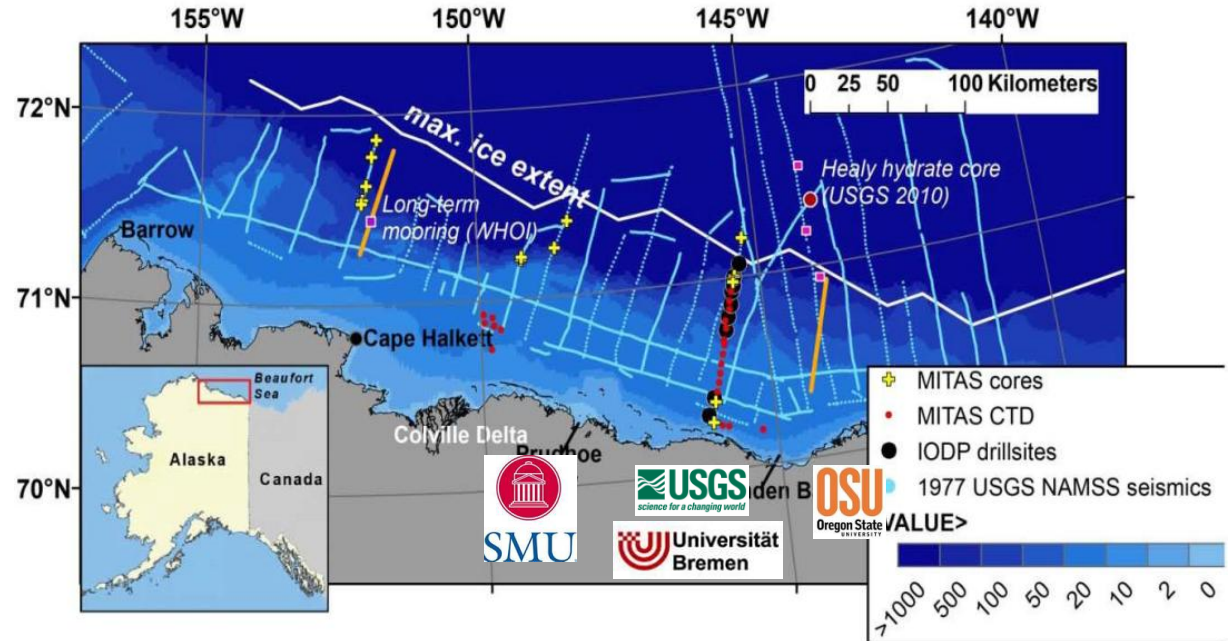 155°W
150°W
145°W
140°W
0 25 50 100 Kilometers
72°N
max. ice extent
Healy hydrate core
(USGS 2010)
Long-term
mooring (WHOI)
Barrow
71°N
Cape Halkett
Beaufort
Sea
Alaska
Canada
Colville Delta
70°N
SMU
USGS
science for a changing world
Universität
Bremen
OSU
Oregon State
UNIVERSITY
MITAS cores
MITAS CTD
IODP drillsites
1977 USGS NAMSS seismics
VALUE>
>1000 500 100 50 20 10 2 0